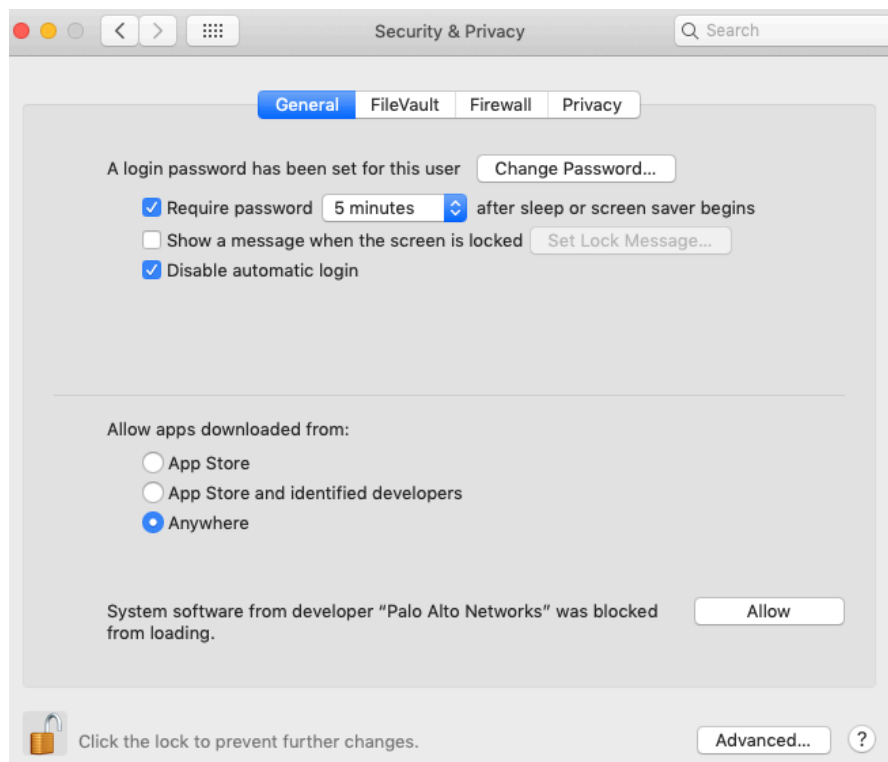 Security & Privacy
Search
General FileVault Firewall Privacy
A login password has been set for this user Change Password...
Require password 5 minutes after sleep or screen saver begins
Show a message when the screen is locked Set Lock Message...
Disable automatic login
Allow apps downloaded from:
App Store
App Store and identified developers
Anywhere
System software from developer “Palo Alto Networks” was blocked Allow
from loading.
Click the lock to prevent further changes. Advanced... ?